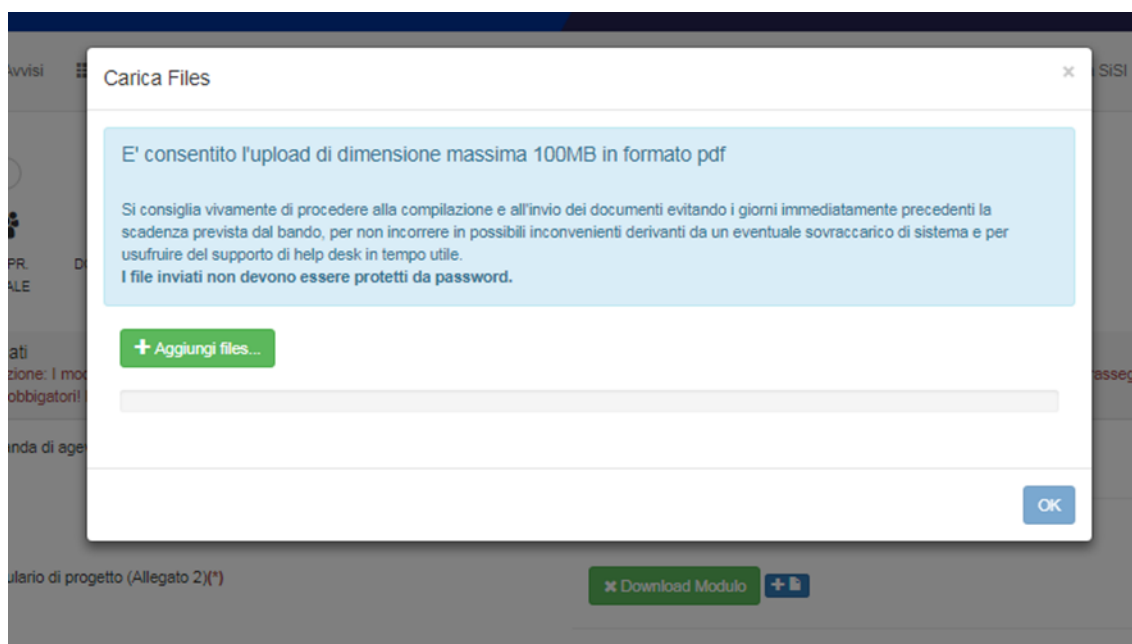 Avvisi
SiSI
Carica Files
×
E' consentito l'upload di dimensione massima 100MB in formato pdf
Si consiglia vivamente di procedere alla compilazione e all'invio dei documenti evitando i giorni immediatamente precedenti la
scadenza prevista dal bando, per non incorrere in possibili inconvenienti derivanti da un eventuale sovraccarico di sistema e per
usufruire del supporto di help desk in tempo utile.
I file inviati non devono essere protetti da password.
PR.
ALE
ati
zione: I mod
rasseg
obbigatori!
+ Aggiungi files...
anda di age
OK
ulario di progetto (Allegato 2)(*)
Download Modulo